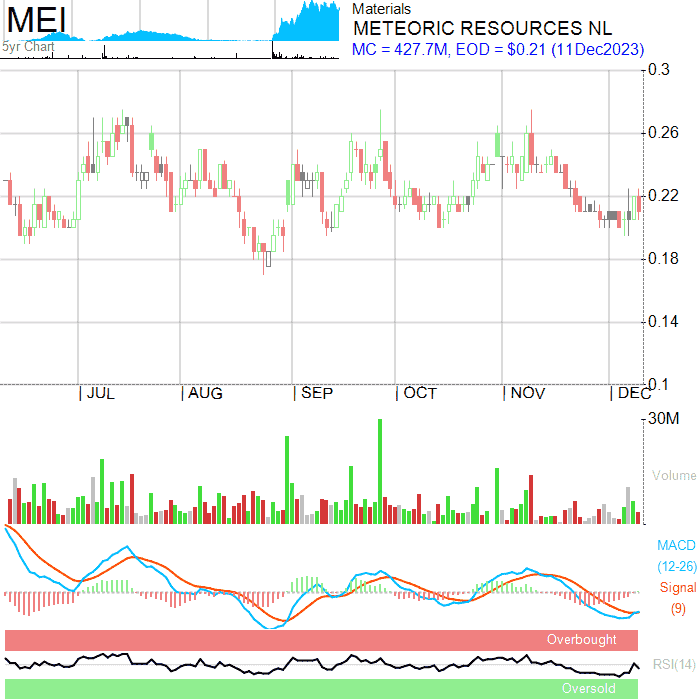 MEI
5yr Chart
Materials
METEORIC RESOURCES NL
MC = 427.7M, EOD = $0.21 (11Dec2023)
0.3
0.26
0.22
0.18
0.14
0.1
JUL AUG SEP OCT NOV DEC
30M
Volume
MACD
(12-26)
Signal
(9)
Overbought
RSI(14)
Oversold